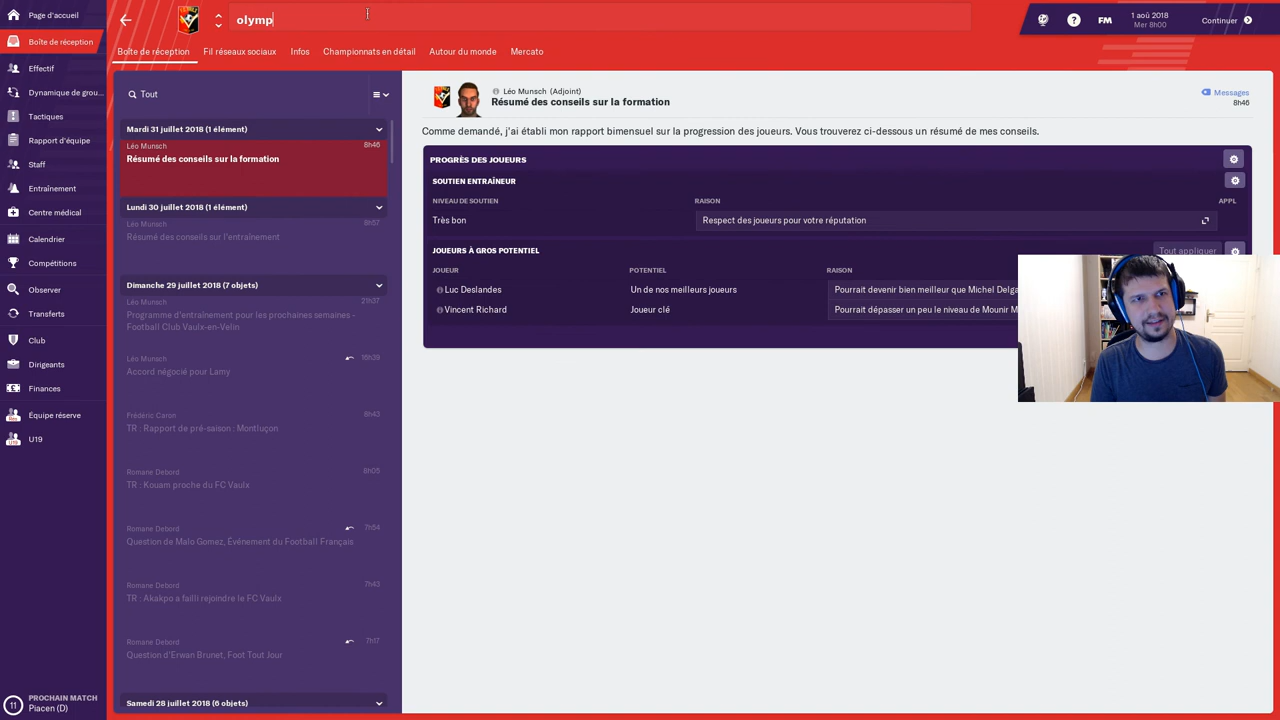 Page d'accueil
Boîte de réception
Effectif
Dynamique de grou...
Tactiques
Rapport d'équipe
Staff
Entraînement
Centre médical
Calendrier
Compétitions
Observer
Transferts
Club
Dirigeants
Finances
Équipe réserve
U19
PROCHAIN MATCH
11
Piacen (D)
olymp
?
FM
1 aoû 2018
Mer 8h00
Continuer
Boîte de réception
Fil réseaux sociaux
Infos
Championnats en détail
Autour du monde
Mercato
Tout
Mardi 31 juillet 2018 (1 élément)
Léo Munsch 8h46
Résumé des conseils sur la formation
Lundi 30 juillet 2018 (1 élément)
Léo Munsch 8h57
Résumé des conseils sur l'entraînement
Dimanche 29 juillet 2018 (7 objets)
Léo Munsch 21h37
Programme d'entraînement pour les prochaines semaines -
Football Club Vaulx-en-Velin
Léo Munsch 16h39
Accord négocié pour Lamy
Frédéric Caron 8h43
TR : Rapport de pré-saison : Montluçon
Romane Debord 8h05
TR : Kouam proche du FC Vaulx
Romane Debord 7h54
Question de Malo Gomez, Événement du Football Français
Romane Debord 7h43
TR : Akakpo a failli rejoindre le FC Vaulx
Romane Debord 7h17
Question d'Erwan Brunet, Foot Tout Jour
Samedi 28 juillet 2018 (6 objets)
Léo Munsch (Adjoint)
Résumé des conseils sur la formation
Messages
8h46
Comme demandé, j'ai établi mon rapport bimensuel sur la progression des joueurs. Vous trouverez ci-dessous un résumé de mes conseils.
PROGRÈS DES JOUEURS
SOUTIEN ENTRAÎNEUR
NIVEAU DE SOUTIEN RAISON APPL
Très bon Respect des joueurs pour votre réputation
JOUEURS À GROS POTENTIEL Tout appliquer
JOUEUR POTENTIEL RAISON
Luc Deslandes Un de nos meilleurs joueurs Pourrait devenir bien meilleur que Michel Delga
Vincent Richard Joueur clé Pourrait dépasser un peu le niveau de Mounir M